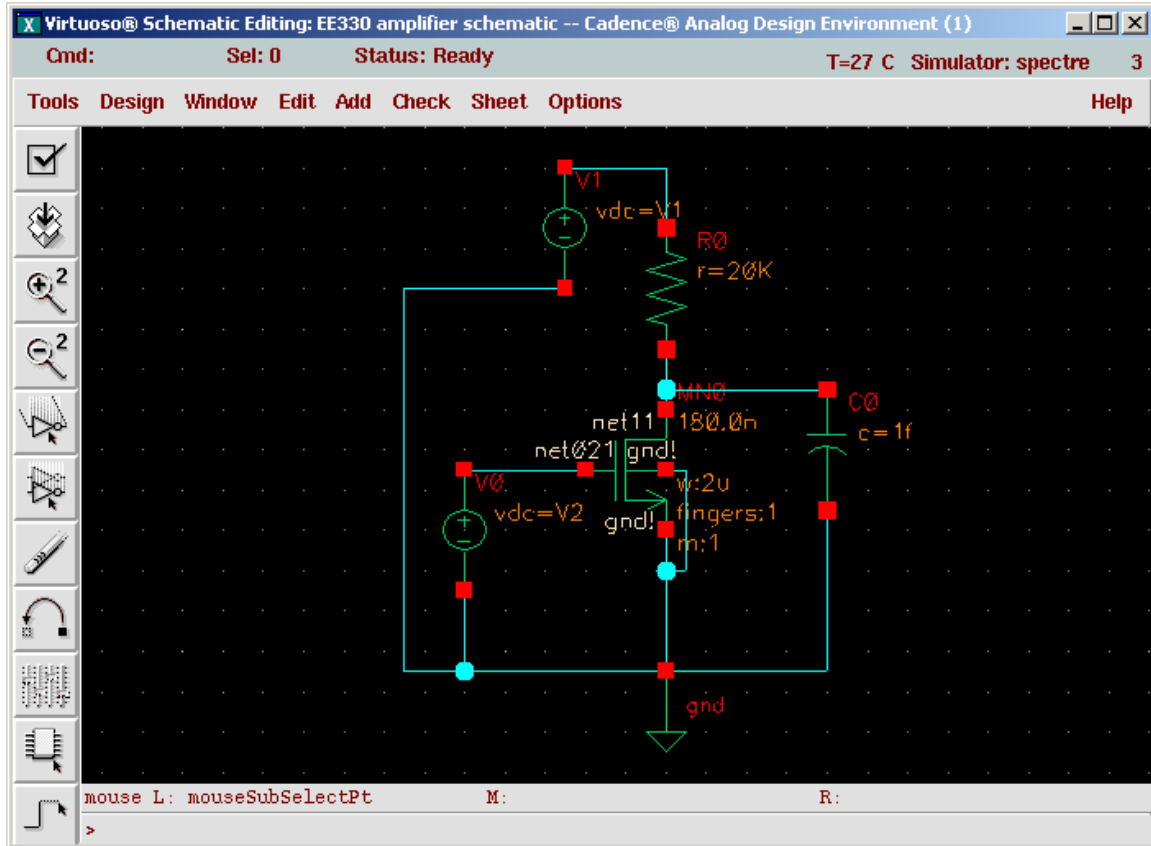 X Virtuoso® Schematic Editing: EE330 amplifier schematic -- Cadence® Analog Design Environment (1)
Cmd: Sel: 0 Status: Ready T=27 C Simulator: spectre 3
Tools Design Window Edit Add Check Sheet Options Help
2
2
V1
vdc=V1
R0
r=20K
MN0
C0
net11 180.0n
c=1f
net021 gnd!
V0
w:2u
vdc=V2
gnd! fingers:1
m:1
gnd
mouse L: mouseSubSelectPt M: R:
>